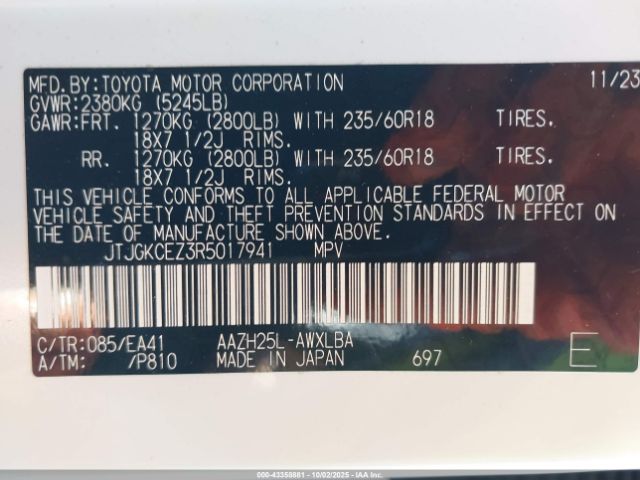 MFD.BY:TOYOTA MOTOR CORPORATION 11/23
GVWR:2380KG (5245LB)
GAWR:FRT. 1270KG (2800LB) WITH 235/60R18 TIRES.
18X7 1/2J RIMS.
RR. 1270KG (2800LB) WITH 235/60R18 TIRES.
18X7 1/2J RIMS.
THIS VEHICLE CONFORMS TO ALL APPLICABLE FEDERAL MOTOR
VEHICLE SAFETY AND THEFT PREVENTION STANDARDS IN EFFECT ON
THE DATE OF MANUFACTURE SHOWN ABOVE.
JTJGKCEZ3R5017941 MPV
C/TR:085/EA41 AAZH25L-AWXLBA
A/TM: /P810 MADE IN JAPAN 697 E
000-43358881 - 10/02/2025 - IAAI.CA